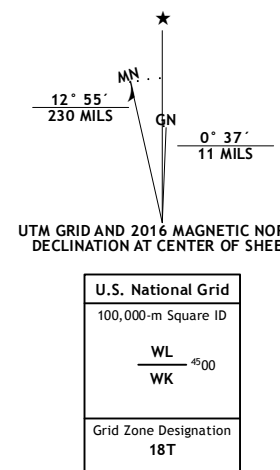 ★
MN
12° 55´
230 MILS
GN
0° 37´
11 MILS
UTM GRID AND 2016 MAGNETIC NOR
DECLINATION AT CENTER OF SHEE
U.S. National Grid
100,000-m Square ID
WL
4500
WK
Grid Zone Designation
18T